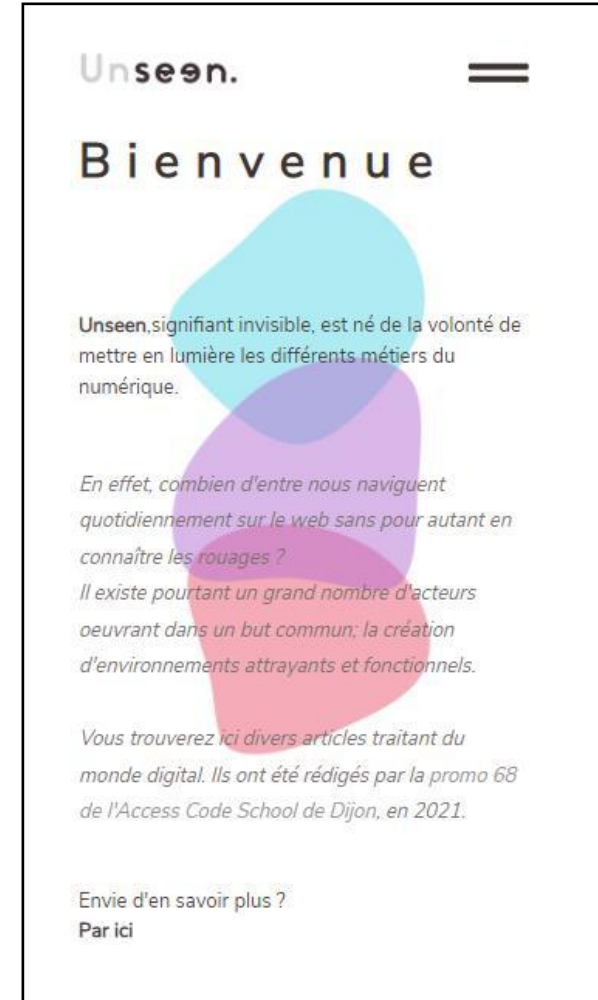 Unseen.
Bienvenue
Unseen,signifiant invisible, est né de la volonté de
mettre en lumière les différents métiers du
numérique.
En effet, combien d'entre nous naviguent
quotidiennement sur le web sans pour autant en
connaître les rouages ?
Il existe pourtant un grand nombre d'acteurs
oeuvrant dans un but commun; la création
d'environnements attrayants et fonctionnels.
Vous trouverez ici divers articles traitant du
monde digital. Ils ont été rédigés par la promo 68
de l'Access Code School de Dijon, en 2021.
Envie d'en savoir plus ?
Par ici